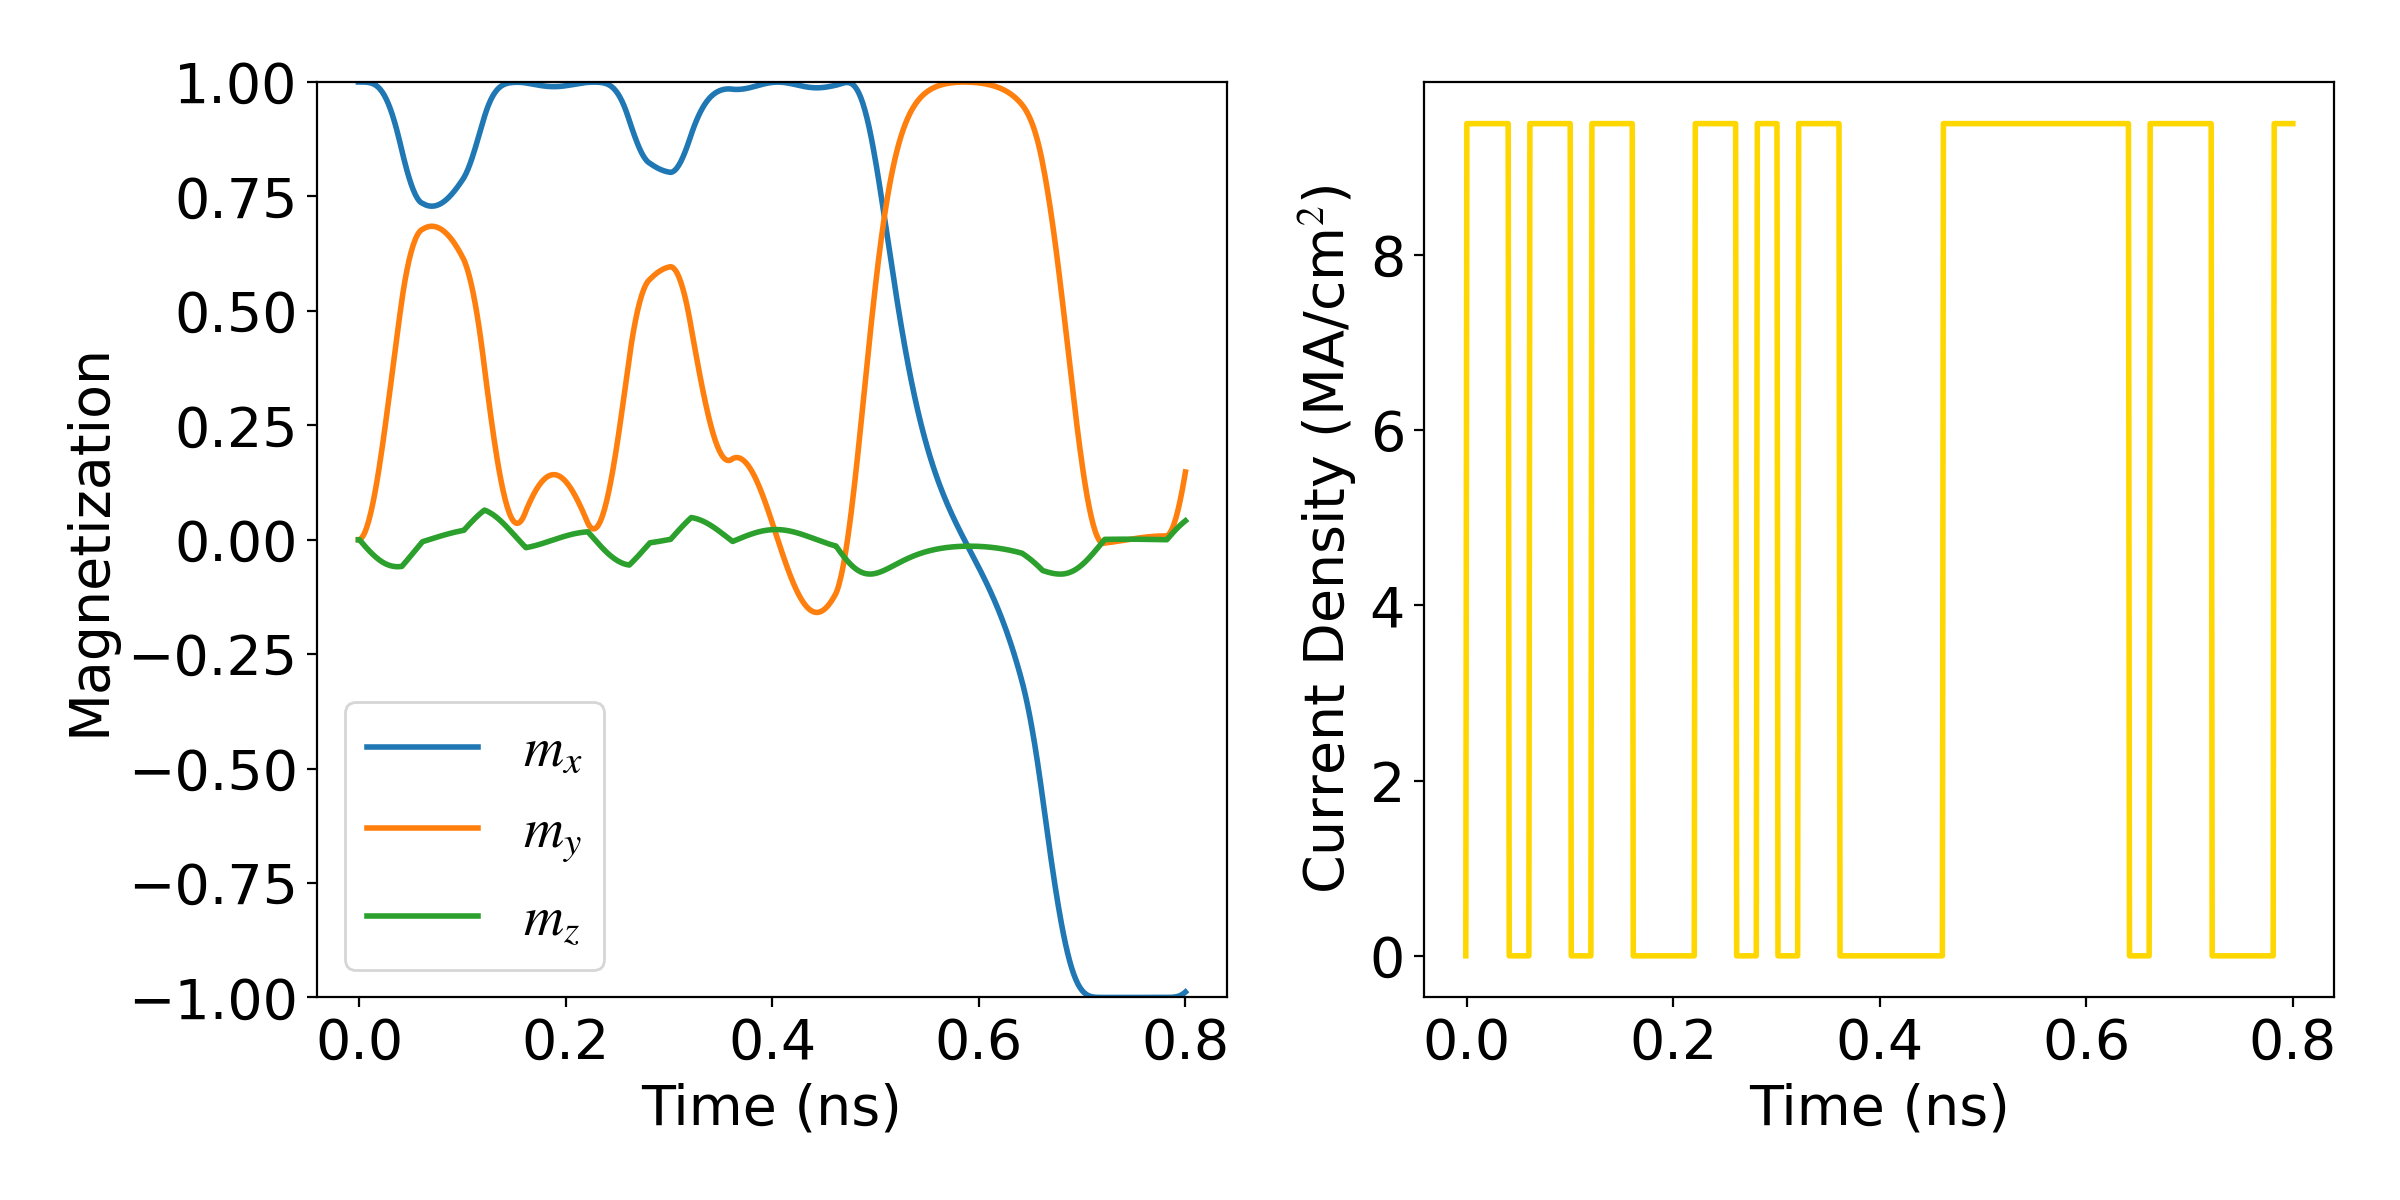 1.00
0.75
0.50
0.25
0.00
−0.25
−0.50
−0.75
−1.00
Magnetization
m_x
m_y
m_z
0.0 0.2 0.4 0.6 0.8
Time (ns)
8
6
4
2
0
Current Density (MA/cm²)
0.0 0.2 0.4 0.6 0.8
Time (ns)